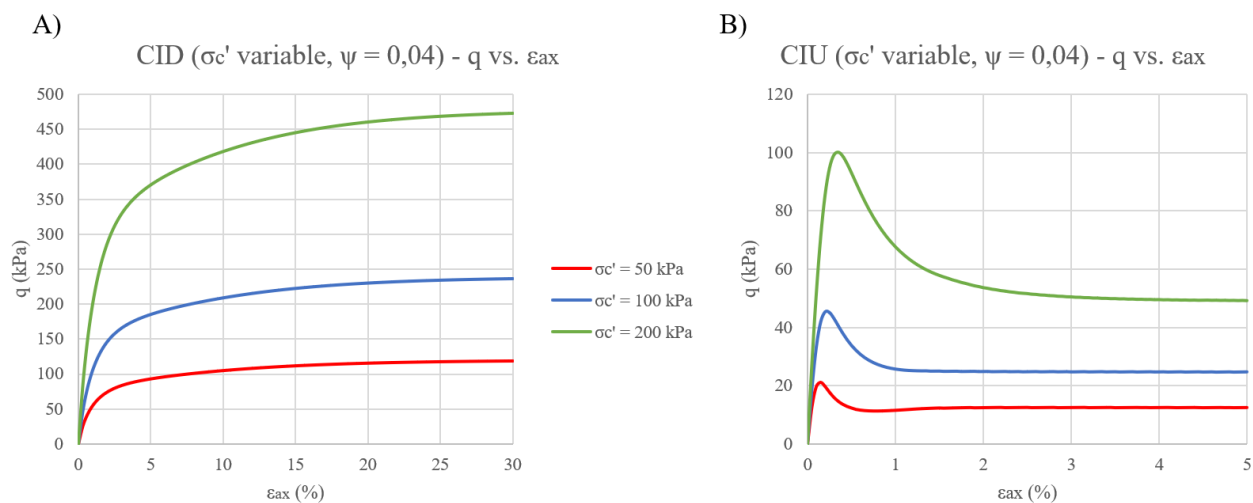 A)
CID (σc' variable, ψ = 0,04) - q vs. εax
q (kPa)
500
450
400
350
300
250
200
150
100
50
0
0 5 10 15 20 25 30
εax (%)
σc' = 50 kPa
σc' = 100 kPa
σc' = 200 kPa
B)
CIU (σc' variable, ψ = 0,04) - q vs. εax
q (kPa)
120
100
80
60
40
20
0
0 1 2 3 4 5
εax (%)